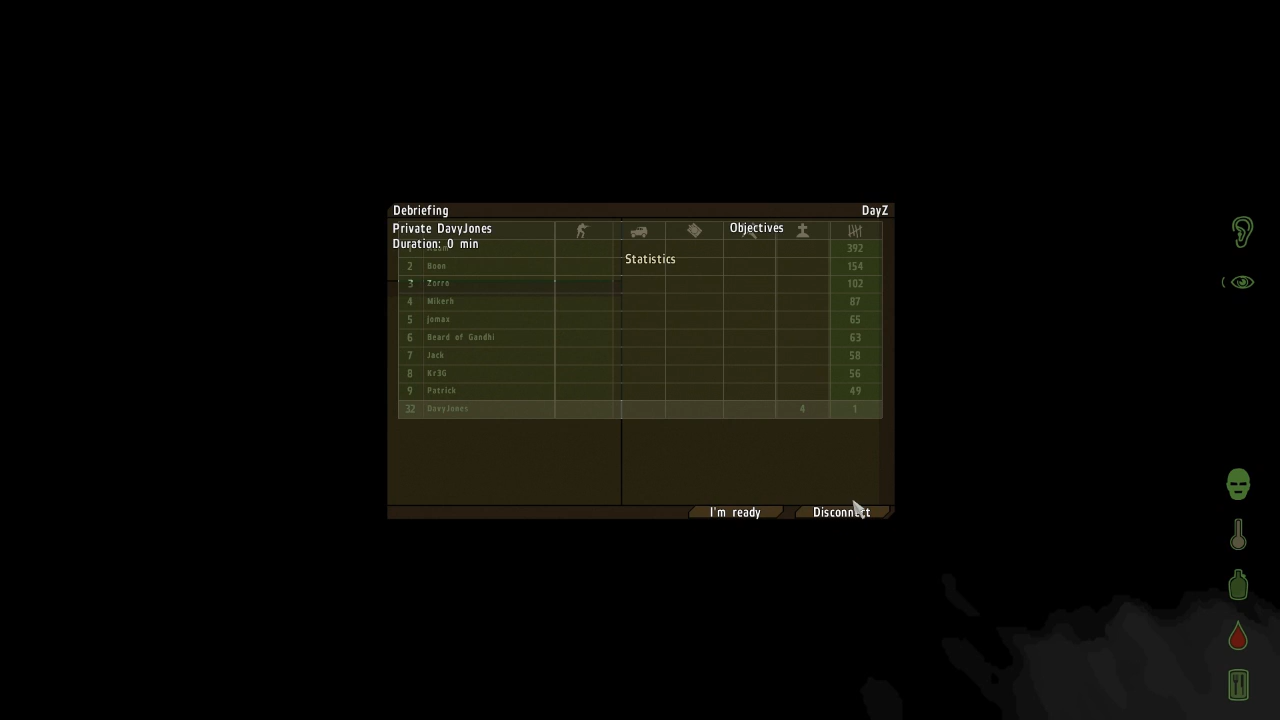 Debriefing DayZ
Private DavyJones Objectives
Duration: 0 min
392
Statistics
2 Boon 154
3 Zorro 102
4 Mikerh 87
5 jomax 65
6 Beard of Gandhi 63
7 Jack 58
8 Kr3G 56
9 Patrick 49
32 DavyJones 4 1
I'm ready Disconnect